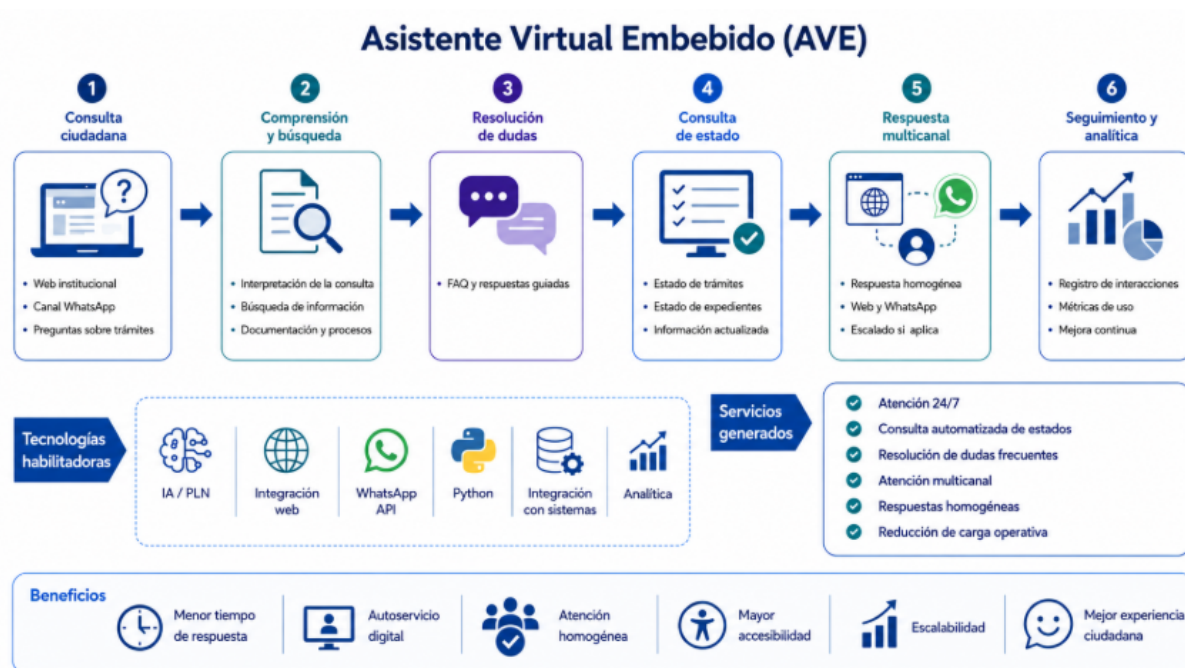 Asistente Virtual Embebido (AVE)
1
Consulta
ciudadana
?
• Web institucional
• Canal WhatsApp
• Preguntas sobre trámites
2
Comprensión
y búsqueda
• Interpretación de la consulta
• Búsqueda de información
• Documentación y procesos
3
Resolución
de dudas
• FAQ y respuestas guiadas
4
Consulta
de estado
• Estado de trámites
• Estado de expedientes
• Información actualizada
5
Respuesta
multicanal
• Respuesta homogénea
• Web y WhatsApp
• Escalado si aplica
6
Seguimiento y
analítica
• Registro de interacciones
• Métricas de uso
• Mejora continua
Tecnologías
habilitadoras
IA / PLN
Integración
web
WhatsApp
API
Python
Integración
con sistemas
Analítica
Servicios
generados
Atención 24/7
Consulta automatizada de estados
Resolución de dudas frecuentes
Atención multicanal
Respuestas homogéneas
Reducción de carga operativa
Beneficios
Menor tiempo
de respuesta
Autoservicio
digital
Atención
homogénea
Mayor
accesibilidad
Escalabilidad
Mejor experiencia
ciudadana